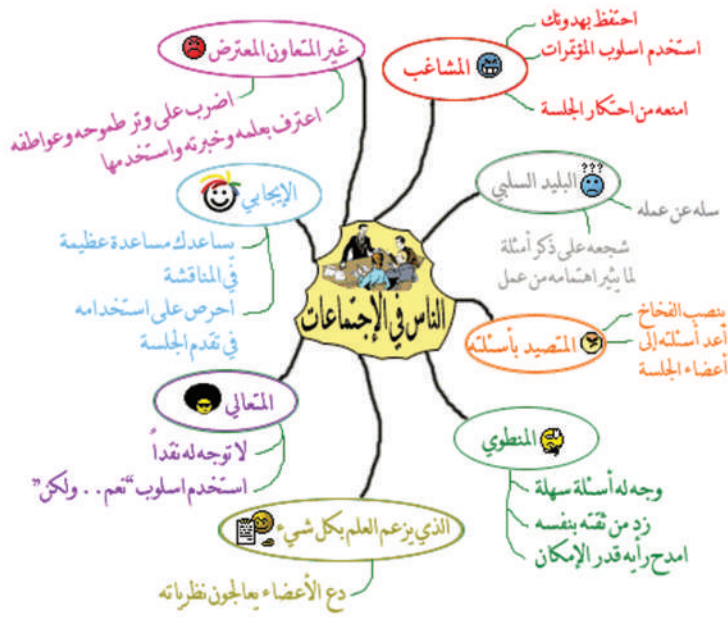 الناس في الإجتماعات
المشاغب
احتفظ بهدوئك
استخدم اسلوب المؤتمرات
امنعه من احتكار الجلسة
???
البليد السلبي
سله عن عمله
شجعه على ذكر أمثلة
لما يثير اهتمامه من عمل
المتصيد بأسئلته
ينصب الفخاخ
أعد أسئلته إلى
أعضاء الجلسة
المنطوي
وجه له أسئلة سهلة
زد من ثقته بنفسه
امدح رأيه قدر الإمكان
الذي يزعم العلم بكل شيء
دع الأعضاء يعالجون نظرياته
المتعالي
لا توجه له نقداً
استخدم اسلوب “نعم . . ولكن”
الإيجابي
يساعدك مساعدة عظيمة
في المناقشة
احرص على استخدامه
في تقدم الجلسة
غير المتعاون المعترض
اضرب على وتر طموحه وعواطفه
اعترف بعلمه وخبرته واستخدمها